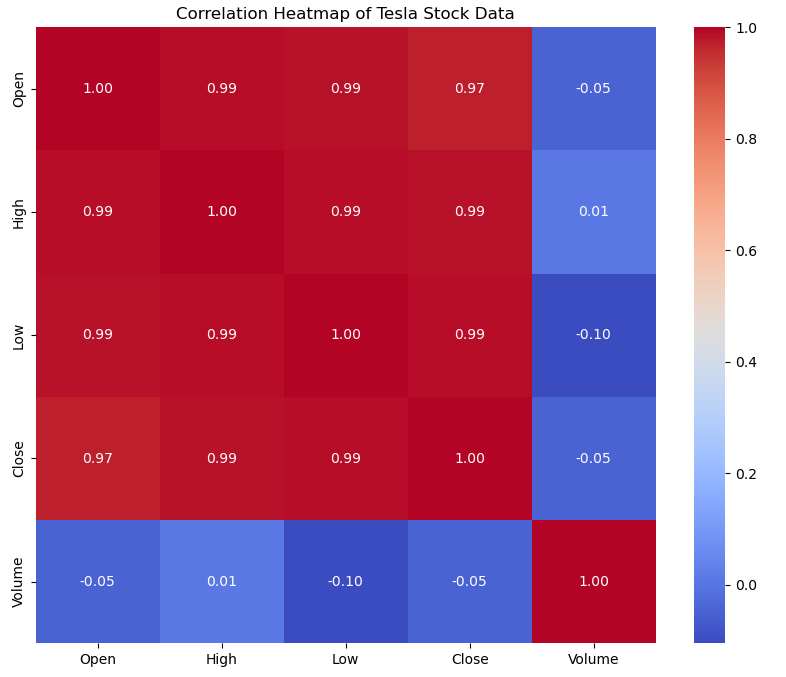 Correlation Heatmap of Tesla Stock Data
Open
1.00
0.99
0.99
0.97
-0.05
High
0.99
1.00
0.99
0.99
0.01
Low
0.99
0.99
1.00
0.99
-0.10
Close
0.97
0.99
0.99
1.00
-0.05
Volume
-0.05
0.01
-0.10
-0.05
1.00
Open
High
Low
Close
Volume
1.0
0.8
0.6
0.4
0.2
0.0